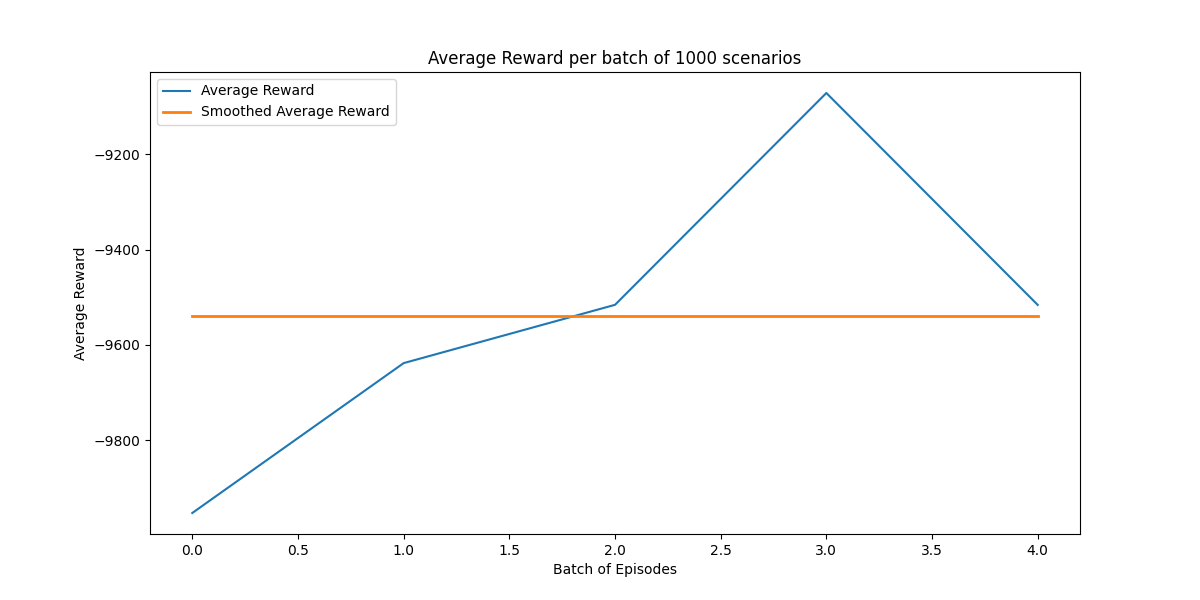 Average Reward per batch of 1000 scenarios
Average Reward
Smoothed Average Reward
−9200
−9400
−9600
−9800
Average Reward
0.0 0.5 1.0 1.5 2.0 2.5 3.0 3.5 4.0
Batch of Episodes